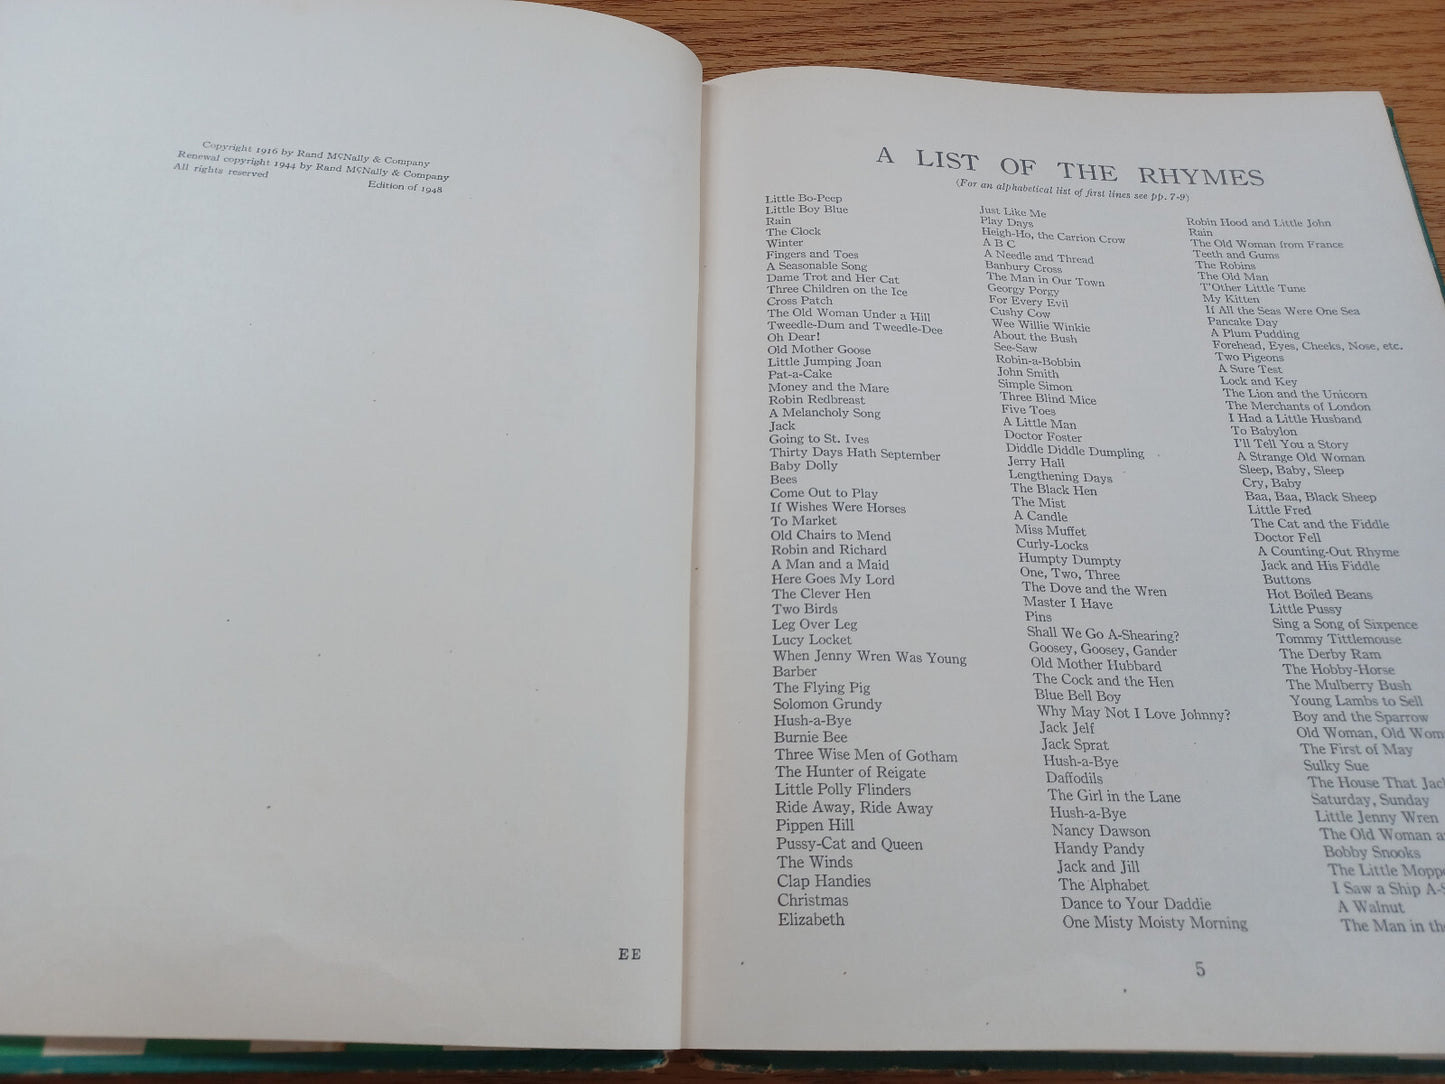 Copyright 1916 by Rand McNally & Company
Renewal copyright 1944 by Rand McNally & Company
All rights reserved
Edition of 1948
EE
A LIST OF THE RHYMES
(For an alphabetical list of first lines see pp. 7-9)
Little Bo-Peep
Little Boy Blue
Rain
The Clock
Winter
Fingers and Toes
A Seasonable Song
Dame Trot and Her Cat
Three Children on the Ice
Cross Patch
The Old Woman Under a Hill
Tweedle-Dum and Tweedle-Dee
Oh Dear!
Old Mother Goose
Little Jumping Joan
Pat-a-Cake
Money and the Mare
Robin Redbreast
A Melancholy Song
Jack
Going to St. Ives
Thirty Days Hath September
Baby Dolly
Bees
Come Out to Play
If Wishes Were Horses
To Market
Old Chairs to Mend
Robin and Richard
A Man and a Maid
Here Goes My Lord
The Clever Hen
Two Birds
Leg Over Leg
Lucy Locket
When Jenny Wren Was Young
Barber
The Flying Pig
Solomon Grundy
Hush-a-Bye
Burnie Bee
Three Wise Men of Gotham
The Hunter of Reigate
Little Polly Flinders
Ride Away, Ride Away
Pippen Hill
Pussy-Cat and Queen
The Winds
Clap Handies
Christmas
Elizabeth
Just Like Me
Play Days
Heigh-Ho, the Carrion Crow
A B C
A Needle and Thread
Banbury Cross
The Man in Our Town
Georgy Porgy
For Every Evil
Cushy Cow
Wee Willie Winkie
About the Bush
See-Saw
Robin-a-Bobbin
John Smith
Simple Simon
Three Blind Mice
Five Toes
A Little Man
Doctor Foster
Diddle Diddle Dumpling
Jerry Hall
Lengthening Days
The Black Hen
The Mist
A Candle
Miss Muffet
Curly-Locks
Humpty Dumpty
One, Two, Three
The Dove and the Wren
Master I Have
Pins
Shall We Go A-Shearing?
Goosey, Goosey, Gander
Old Mother Hubbard
The Cock and the Hen
Blue Bell Boy
Why May Not I Love Johnny?
Jack Jelf
Jack Sprat
Hush-a-Bye
Daffodils
The Girl in the Lane
Hush-a-Bye
Nancy Dawson
Handy Pandy
Jack and Jill
The Alphabet
Dance to Your Daddie
One Misty Moisty Morning
Robin Hood and Little John
Rain
The Old Woman from France
Teeth and Gums
The Robins
The Old Man
T'Other Little Tune
My Kitten
If All the Seas Were One Sea
Pancake Day
A Plum Pudding
Forehead, Eyes, Cheeks, Nose, etc.
Two Pigeons
A Sure Test
Lock and Key
The Lion and the Unicorn
The Merchants of London
I Had a Little Husband
To Babylon
I'll Tell You a Story
A Strange Old Woman
Sleep, Baby, Sleep
Cry, Baby
Baa, Baa, Black Sheep
Little Fred
The Cat and the Fiddle
Doctor Fell
A Counting-Out Rhyme
Jack and His Fiddle
Buttons
Hot Boiled Beans
Little Pussy
Sing a Song of Sixpence
Tommy Tittlemouse
The Derby Ram
The Hobby-Horse
The Mulberry Bush
Young Lambs to Sell
Boy and the Sparrow
Old Woman, Old
The First of May
Sulky Sue
The House That
Saturday, Sunday
Little Jenny Wren
The Old Woman
Bobby Snooks
The Little
I Saw a Ship
A Walnut
The Man in
5